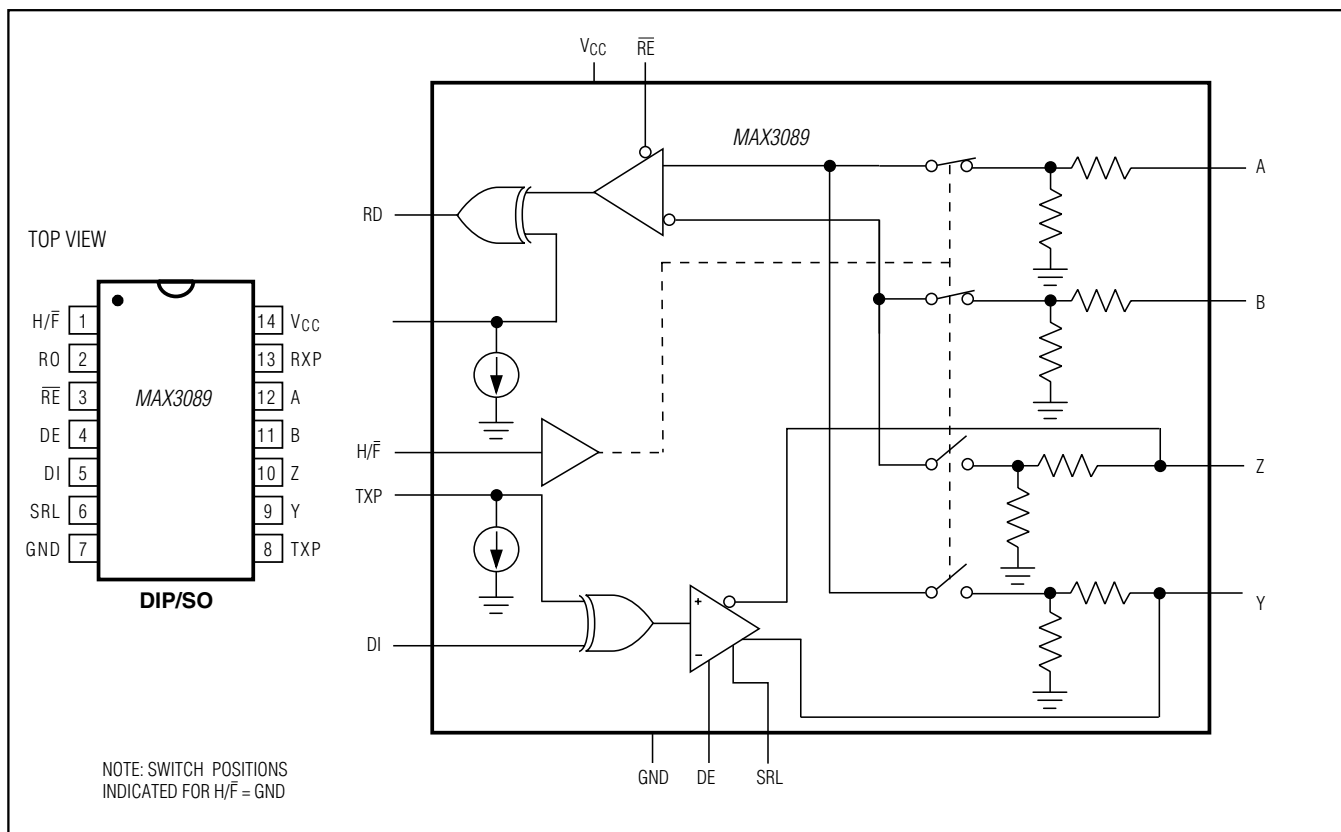 TOP VIEW
H/F̅ 1
RO 2
R̅E̅ 3
DE 4
DI 5
SRL 6
GND 7
MAX3089
14 VCC
13 RXP
12 A
11 B
10 Z
9 Y
8 TXP
DIP/SO
NOTE: SWITCH POSITIONS
INDICATED FOR H/F̅ = GND
VCC R̅E̅
MAX3089
RD
H/F̅
TXP
+
−
DI
A
B
Z
Y
GND DE SRL